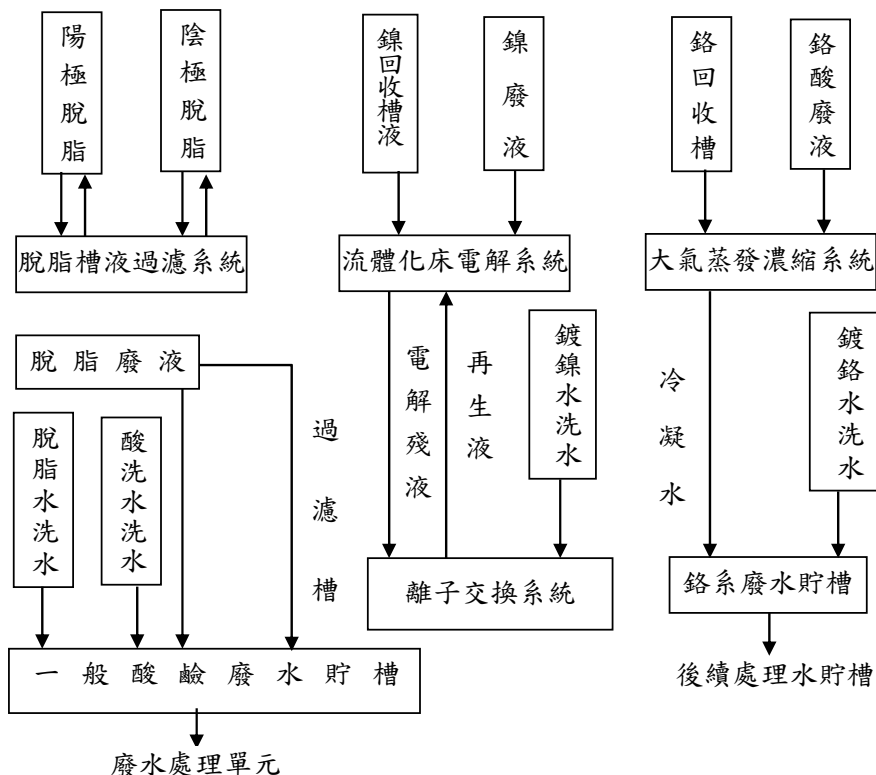 陽極脫脂
陰極脫脂
鎳回收槽液
鎳廢液
鉻回收槽
鉻酸廢液
脫脂槽液過濾系統
流體化床電解系統
大氣蒸發濃縮系統
脫脂廢液
脫脂水洗水
酸洗水洗水
過濾槽
電解殘液
再生液
鍍鎳水洗水
冷凝水
鍍鉻水洗水
離子交換系統
鉻系廢水貯槽
一般酸鹼廢水貯槽
後續處理水貯槽
廢水處理單元